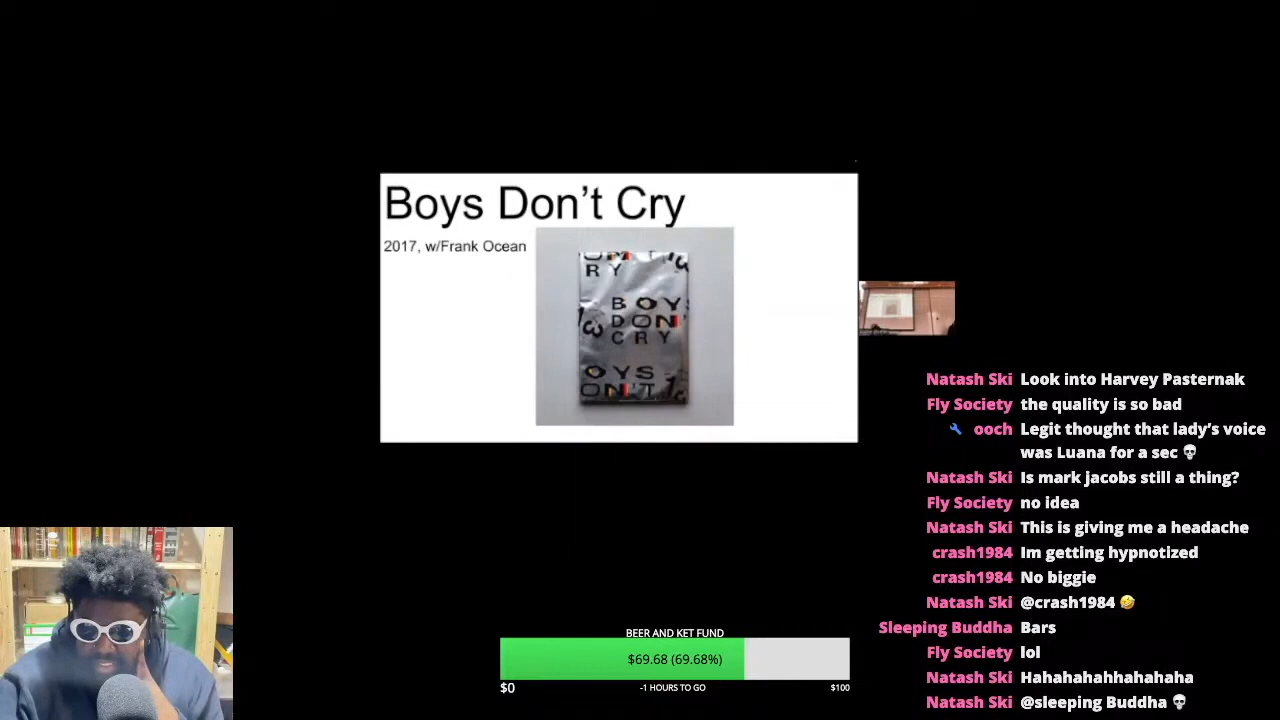 Boys Don't Cry
2017, w/Frank Ocean
RY
BOYS
DON'T
CRY
OYS
ON'T
Natash Ski Look into Harvey Pasternak
Fly Society the quality is so bad
ooch Legit thought that lady's voice
was Luana for a sec 💀
Natash Ski Is mark jacobs still a thing?
Fly Society no idea
Natash Ski This is giving me a headache
crash1984 Im getting hypnotized
crash1984 No biggie
Natash Ski @crash1984 🤣
Sleeping Buddha Bars
Fly Society lol
Natash Ski Hahahahahhahahaha
Natash Ski @sleeping Buddha 💀
BEER AND KET FUND
$69.68 (69.68%)
$0 -1 HOURS TO GO $100